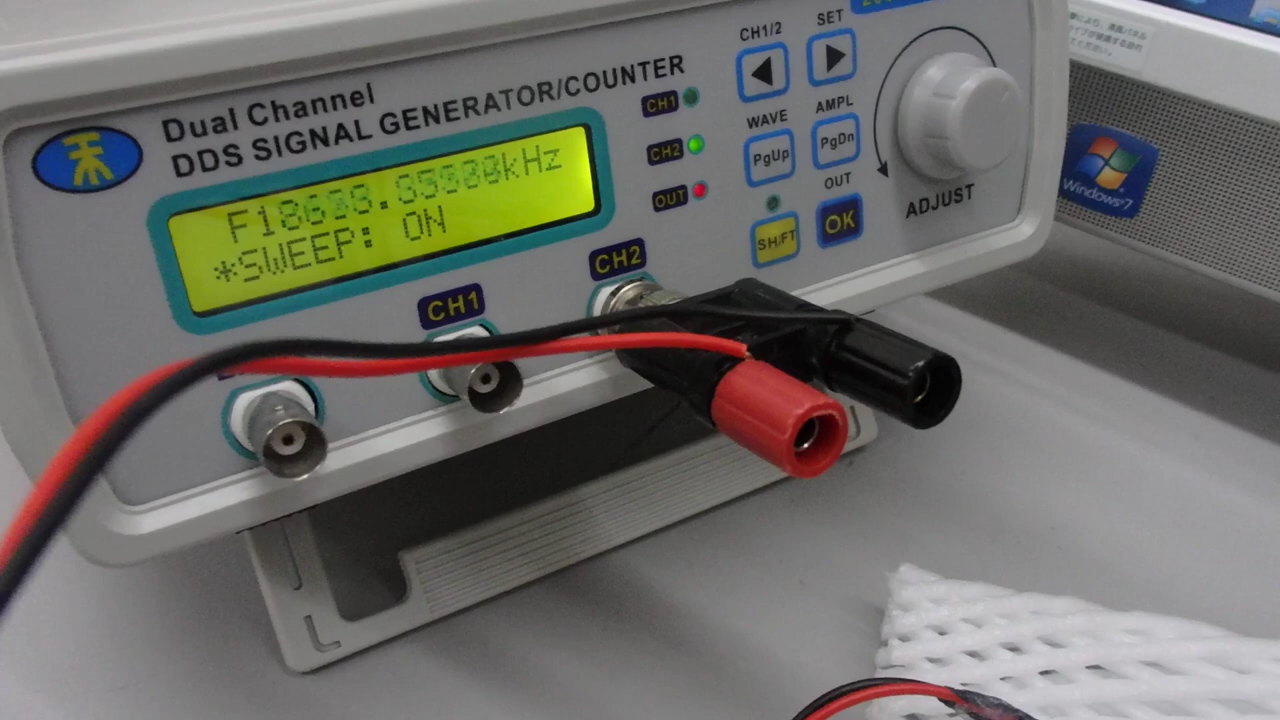 Dual Channel
DDS SIGNAL GENERATOR/COUNTER
*SWEEP: ON
CH1
CH2
OUT
CH1/2
SET
WAVE
PgUp
AMPL
PgDn
OUT
SHIFT
OK
ADJUST
CH1
CH2
Windows 7